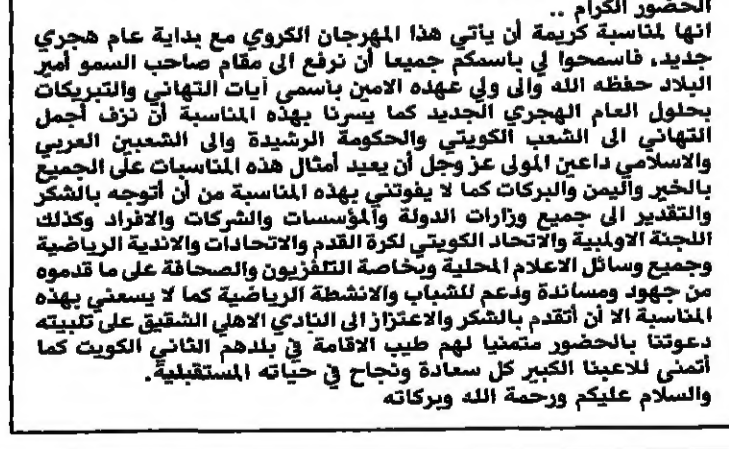 الحضور الكرام ..
انها لمناسبة كريمة أن يأتي هذا المهرجان الكروي مع بداية عام هجري
جديد، فاسمحوا لي باسمكم جميعا أن نرفع الى مقام صاحب السمو أمير
البلاد حفظه الله والى ولي عهده الامين بأسمى آيات التهاني والتبريكات
بحلول العام الهجري الجديد كما يسرنا بهذه المناسبة أن نزف أجمل
التهاني الى الشعب الكويتي والحكومة الرشيدة والى الشعبين العربي
والاسلامي داعين المولى عز وجل أن يعيد أمثال هذه المناسبات على الجميع
بالخير واليمن والبركات كما لا يفوتني بهذه المناسبة من أن أتوجه بالشكر
والتقدير الى جميع وزارات الدولة والمؤسسات والشركات والافراد وكذلك
اللجنة الاولمبية والاتحاد الكويتي لكرة القدم والاتحادات والاندية الرياضية
وجميع وسائل الاعلام المحلية وبخاصة التلفزيون والصحافة على ما قدموه
من جهود ومساندة ودعم للشباب والانشطة الرياضية كما لا يسعني بهذه
المناسبة الا أن أتقدم بالشكر والاعتزاز الى النادي الاهلي الشقيق على تلبيته
دعوتنا بالحضور متمنيا لهم طيب الاقامة في بلدهم الثاني الكويت كما
أتمنى للاعبنا الكبير كل سعادة ونجاح في حياته المستقبلية.
والسلام عليكم ورحمة الله وبركاته